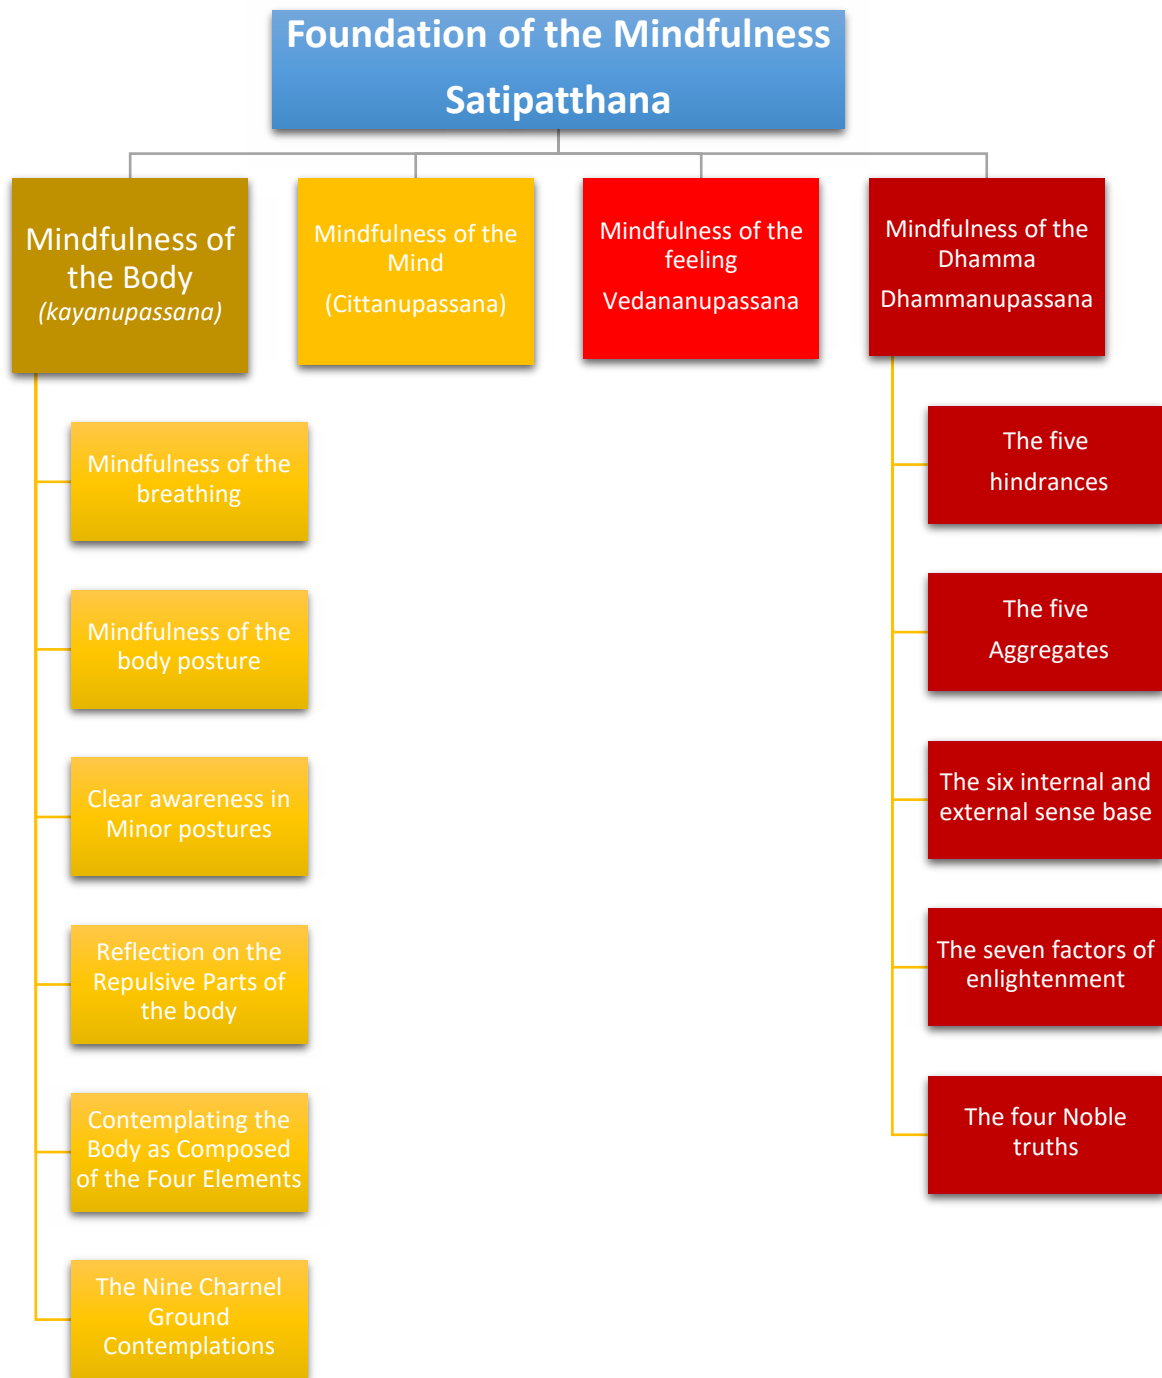 Foundation of the Mindfulness
Satipatthana
Mindfulness of
the Body
(kayanupassana)
Mindfulness of the
Mind
(Cittanupassana)
Mindfulness of the
feeling
Vedananupassana
Mindfulness of the
Dhamma
Dhammanupassana
Mindfulness of the
breathing
Mindfulness of the
body posture
Clear awareness in
Minor postures
Reflection on the
Repulsive Parts of
the body
Contemplating the
Body as Composed
of the Four Elements
The Nine Charnel
Ground
Contemplations
The five
hindrances
The five
Aggregates
The six internal and
external sense base
The seven factors of
enlightenment
The four Noble
truths